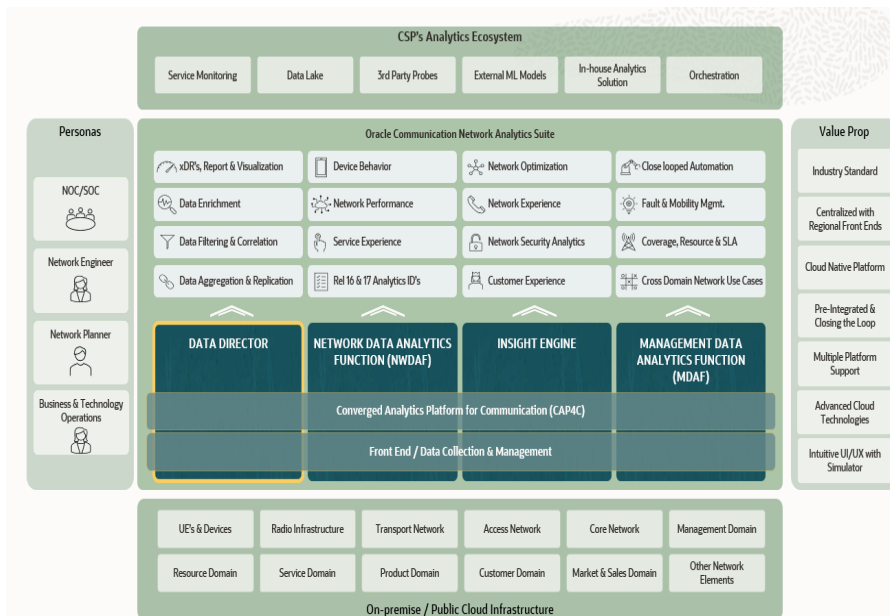 CSP's Analytics Ecosystem
Service Monitoring
Data Lake
3rd Party Probes
External ML Models
In-house Analytics
Solution
Orchestration
Personas
NOC/SOC
Network Engineer
Network Planner
Business & Technology
Operations
Oracle Communication Network Analytics Suite
xDR's, Report & Visualization
Device Behavior
Network Optimization
Close looped Automation
Data Enrichment
Network Performance
Network Experience
Fault & Mobility Mgmt.
Data Filtering & Correlation
Service Experience
Network Security Analytics
Coverage, Resource & SLA
Data Aggregation & Replication
Rel 16 & 17 Analytics ID's
Customer Experience
Cross Domain Network Use Cases
DATA DIRECTOR
NETWORK DATA ANALYTICS
FUNCTION (NWDAF)
INSIGHT ENGINE
MANAGEMENT DATA
ANALYTICS FUNCTION
(MDAF)
Converged Analytics Platform for Communication (CAP4C)
Front End / Data Collection & Management
Value Prop
Industry Standard
Centralized with
Regional Front Ends
Cloud Native Platform
Pre-Integrated &
Closing the Loop
Multiple Platform
Support
Advanced Cloud
Technologies
Intuitive UI/UX with
Simulator
UE's & Devices
Radio Infrastructure
Transport Network
Access Network
Core Network
Management Domain
Resource Domain
Service Domain
Product Domain
Customer Domain
Market & Sales Domain
Other Network
Elements
On-premise / Public Cloud Infrastructure